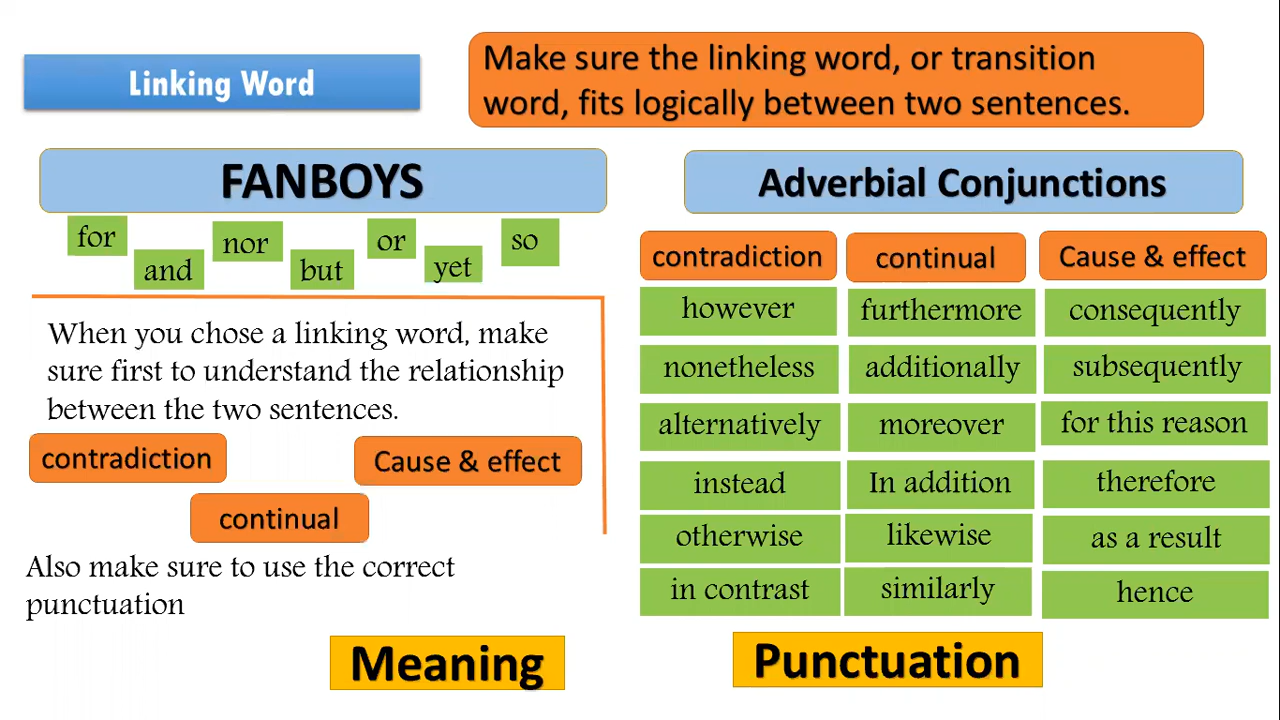 Linking Word
Make sure the linking word, or transition
word, fits logically between two sentences.
FANBOYS
for
and
nor
but
or
yet
so
When you chose a linking word, make
sure first to understand the relationship
between the two sentences.
contradiction
Cause & effect
continual
Also make sure to use the correct
punctuation
Meaning
Adverbial Conjunctions
contradiction
continual
Cause & effect
however
furthermore
consequently
nonetheless
additionally
subsequently
alternatively
moreover
for this reason
instead
In addition
therefore
otherwise
likewise
as a result
in contrast
similarly
hence
Punctuation